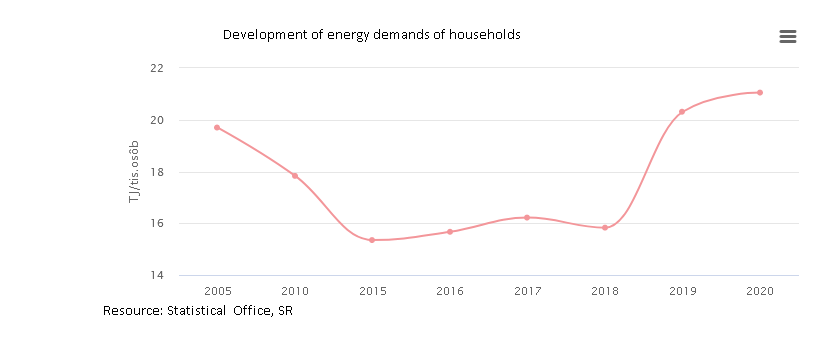 Development of energy demands of households
22
20
18
16
14
TJ/tis.osôb
2005 2010 2015 2016 2017 2018 2019 2020
Resource: Statistical Office, SR